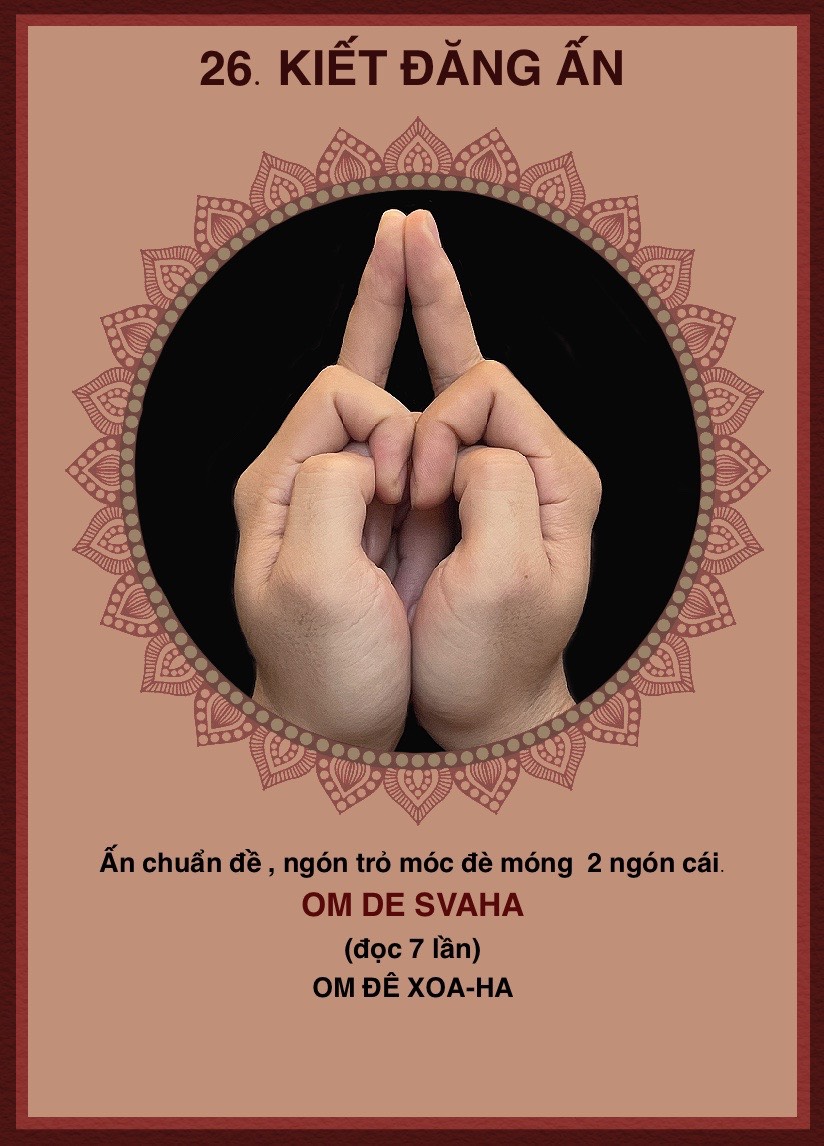 26. KIẾT ĐĂNG ẤN
Ấn chuẩn đề , ngón trỏ móc đè móng 2 ngón cái.
OM DE SVAHA
(đọc 7 lần)
OM ĐÊ XOA-HA